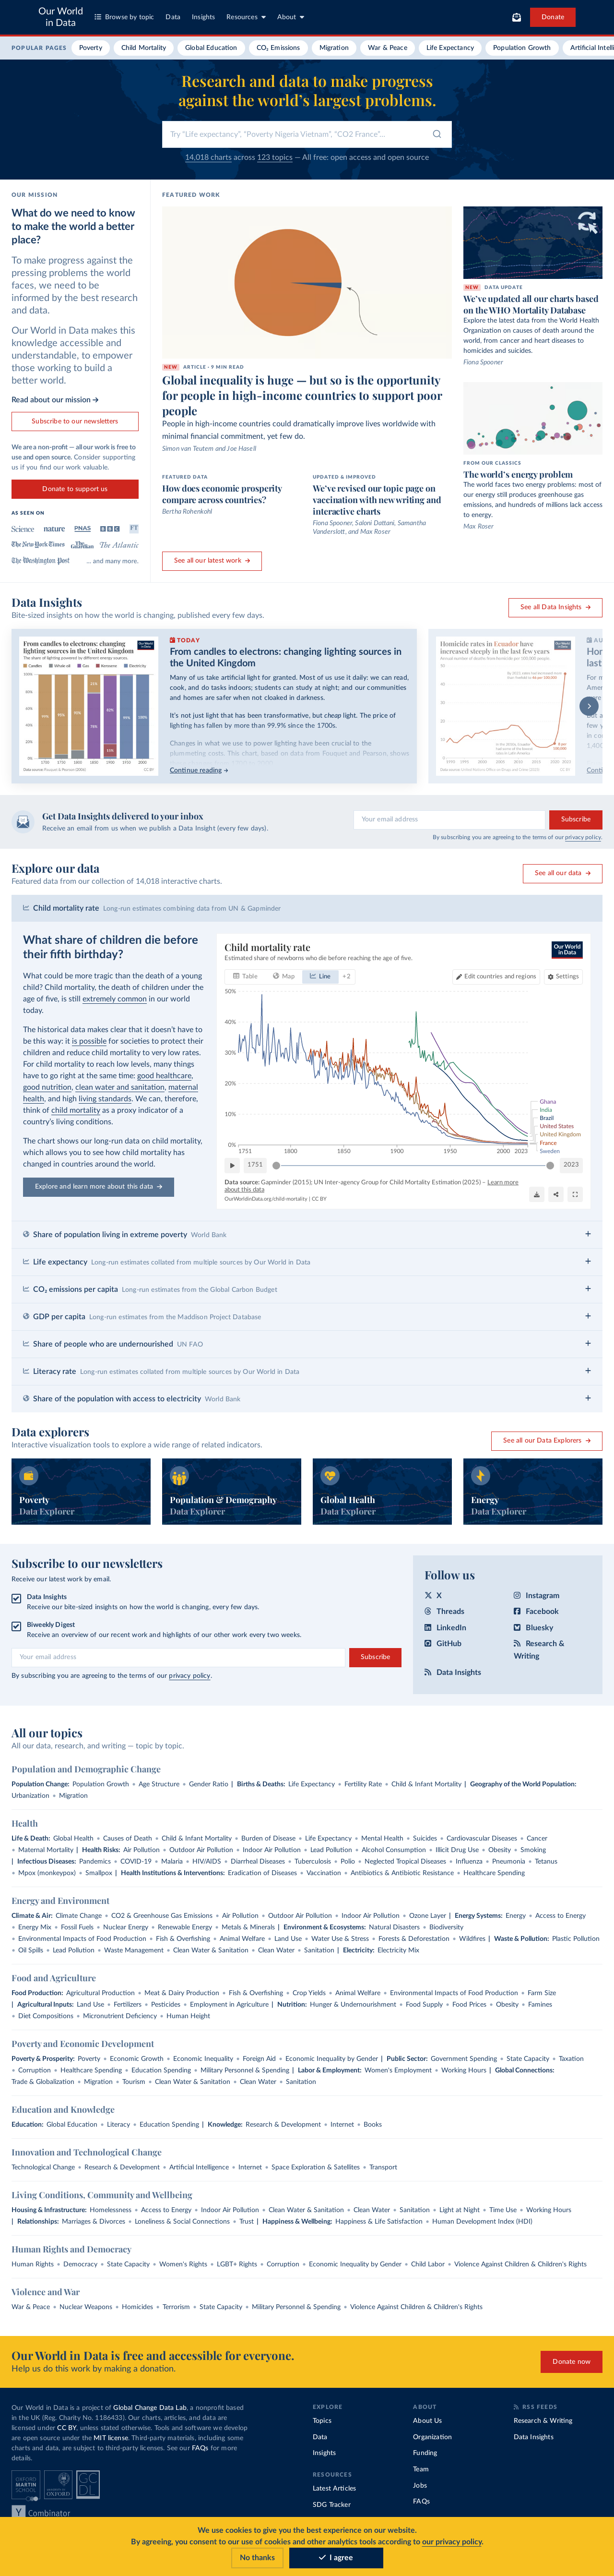 Our World
in Data
Browse by topic
Data
Insights
Resources
About
Donate
POPULAR PAGES
Poverty
Child Mortality
Global Education
CO₂ Emissions
Migration
War & Peace
Life Expectancy
Population Growth
Artificial Intelli
Research and data to make progress
against the world's largest problems.
Try "Life expectancy", "Poverty Nigeria Vietnam", "CO2 France"...
14,018 charts across 123 topics — All free: open access and open source
OUR MISSION
What do we need to know
to make the world a better
place?
To make progress against the
pressing problems the world
faces, we need to be
informed by the best research
and data.
Our World in Data makes this
knowledge accessible and
understandable, to empower
those working to build a
better world.
Read about our mission →
Subscribe to our newsletters
We are a non-profit — all our work is free to
use and open source. Consider supporting
us if you find our work valuable.
Donate to support us
AS SEEN ON
Science
nature
PNAS
BBC
FT
The New York Times
The Guardian
The Atlantic
The Washington Post
... and many more.
FEATURED WORK
NEW ARTICLE · 9 MIN READ
Global inequality is huge — but so is the opportunity
for people in high-income countries to support poor
people
People in high-income countries could dramatically improve lives worldwide with
minimal financial commitment, yet few do.
Simon van Teutem and Joe Hasell
FEATURED DATA
How does economic prosperity
compare across countries?
Bertha Rohenkohl
UPDATED & IMPROVED
We've revised our topic page on
vaccination with new writing and
interactive charts
Fiona Spooner, Saloni Dattani, Samantha
Vanderslott, and Max Roser
See all our latest work →
NEW DATA UPDATE
We've updated all our charts based
on the WHO Mortality Database
Explore the latest data from the World Health
Organization on causes of death around the
world, from cancer and heart diseases to
homicides and suicides.
Fiona Spooner
FROM OUR CLASSICS
The world's energy problem
The world faces two energy problems: most of
our energy still produces greenhouse gas
emissions, and hundreds of millions lack access
to energy.
Max Roser
Data Insights
Bite-sized insights on how the world is changing, published every few days.
See all Data Insights →
From candles to electrons: changing
lighting sources in the United Kingdom
The share of lighting from different energy sources.
Candles
Whale oil
Gas
Kerosene
Electricity
TODAY
From candles to electrons: changing lighting sources in
the United Kingdom
Many of us take artificial light for granted. Most of us use it daily: we can read,
cook, and do tasks indoors; students can study at night; and our communities
and homes are safer when not cloaked in darkness.
It's not just light that has been transformative, but cheap light. The price of
lighting has fallen by more than 99.9% since the 1700s.
Changes in what we use to power lighting have been crucial to the
plummeting costs. This chart, based on data from Fouquet and Pearson, shows
Continue reading →
Homicide rates in Ecuador have
increased steeply in the last few years
Get Data Insights delivered to your inbox
Receive an email from us when we publish a Data Insight (every few days).
Your email address
Subscribe
By subscribing you are agreeing to the terms of our privacy policy.
Explore our data
Featured data from our collection of 14,018 interactive charts.
See all our data →
Child mortality rate Long-run estimates combining data from UN & Gapminder
What share of children die before
their fifth birthday?
What could be more tragic than the death of a young
child? Child mortality, the death of children under the
age of five, is still extremely common in our world
today.
The historical data makes clear that it doesn't have to
be this way: it is possible for societies to protect their
children and reduce child mortality to very low rates.
For child mortality to reach low levels, many things
have to go right at the same time: good healthcare,
good nutrition, clean water and sanitation, maternal
health, and high living standards. We can, therefore,
think of child mortality as a proxy indicator of a
country's living conditions.
The chart shows our long-run data on child mortality,
which allows you to see how child mortality has
changed in countries around the world.
Explore and learn more about this data →
Child mortality rate
Estimated share of newborns who die before reaching the age of five.
Our World
in Data
Table
Map
Line
+2
Edit countries and regions
Settings
50%
40%
30%
20%
10%
0%
1751
1800
1850
1900
1950
2000
2023
Ghana
India
Brazil
United States
United Kingdom
France
Sweden
1751
2023
Data source: Gapminder (2015); UN Inter-agency Group for Child Mortality Estimation (2025) – Learn more
about this data
OurWorldinData.org/child-mortality | CC BY
Share of population living in extreme poverty World Bank
Life expectancy Long-run estimates collated from multiple sources by Our World in Data
CO₂ emissions per capita Long-run estimates from the Global Carbon Budget
GDP per capita Long-run estimates from the Maddison Project Database
Share of people who are undernourished UN FAO
Literacy rate Long-run estimates collated from multiple sources by Our World in Data
Share of the population with access to electricity World Bank
Data explorers
Interactive visualization tools to explore a wide range of related indicators.
See all our Data Explorers →
Poverty
Data Explorer
Population & Demography
Data Explorer
Global Health
Data Explorer
Energy
Data Explorer
Subscribe to our newsletters
Receive our latest work by email.
Data Insights
Receive our bite-sized insights on how the world is changing, every few days.
Biweekly Digest
Receive an overview of our recent work and highlights of our other work every two weeks.
Your email address
Subscribe
By subscribing you are agreeing to the terms of our privacy policy.
Follow us
X
Instagram
Threads
Facebook
LinkedIn
Bluesky
GitHub
Research &
Writing
Data Insights
All our topics
All our data, research, and writing — topic by topic.
Population and Demographic Change
Population Change: Population Growth • Age Structure • Gender Ratio | Births & Deaths: Life Expectancy • Fertility Rate • Child & Infant Mortality | Geography of the World Population:
Urbanization • Migration
Health
Life & Death: Global Health • Causes of Death • Child & Infant Mortality • Burden of Disease • Life Expectancy • Mental Health • Suicides • Cardiovascular Diseases • Cancer
• Maternal Mortality | Health Risks: Air Pollution • Outdoor Air Pollution • Indoor Air Pollution • Lead Pollution • Alcohol Consumption • Illicit Drug Use • Obesity • Smoking
| Infectious Diseases: Pandemics • COVID-19 • Malaria • HIV/AIDS • Diarrheal Diseases • Tuberculosis • Polio • Neglected Tropical Diseases • Influenza • Pneumonia • Tetanus
• Mpox (monkeypox) • Smallpox | Health Institutions & Interventions: Eradication of Diseases • Vaccination • Antibiotics & Antibiotic Resistance • Healthcare Spending
Energy and Environment
Climate & Air: Climate Change • CO2 & Greenhouse Gas Emissions • Air Pollution • Outdoor Air Pollution • Indoor Air Pollution • Ozone Layer | Energy Systems: Energy • Access to Energy
• Energy Mix • Fossil Fuels • Nuclear Energy • Renewable Energy • Metals & Minerals | Environment & Ecosystems: Natural Disasters • Biodiversity
• Environmental Impacts of Food Production • Fish & Overfishing • Animal Welfare • Land Use • Water Use & Stress • Forests & Deforestation • Wildfires | Waste & Pollution: Plastic Pollution
• Oil Spills • Lead Pollution • Waste Management • Clean Water & Sanitation • Clean Water • Sanitation | Electricity: Electricity Mix
Food and Agriculture
Food Production: Agricultural Production • Meat & Dairy Production • Fish & Overfishing • Crop Yields • Animal Welfare • Environmental Impacts of Food Production • Farm Size
| Agricultural Inputs: Land Use • Fertilizers • Pesticides • Employment in Agriculture | Nutrition: Hunger & Undernourishment • Food Supply • Food Prices • Obesity • Famines
• Diet Compositions • Micronutrient Deficiency • Human Height
Poverty and Economic Development
Poverty & Prosperity: Poverty • Economic Growth • Economic Inequality • Foreign Aid • Economic Inequality by Gender | Public Sector: Government Spending • State Capacity • Taxation
• Corruption • Healthcare Spending • Education Spending • Military Personnel & Spending | Labor & Employment: Women's Employment • Working Hours | Global Connections:
Trade & Globalization • Migration • Tourism • Clean Water & Sanitation • Clean Water • Sanitation
Education and Knowledge
Education: Global Education • Literacy • Education Spending | Knowledge: Research & Development • Internet • Books
Innovation and Technological Change
Technological Change • Research & Development • Artificial Intelligence • Internet • Space Exploration & Satellites • Transport
Living Conditions, Community and Wellbeing
Housing & Infrastructure: Homelessness • Access to Energy • Indoor Air Pollution • Clean Water & Sanitation • Clean Water • Sanitation • Light at Night • Time Use • Working Hours
| Relationships: Marriages & Divorces • Loneliness & Social Connections • Trust | Happiness & Wellbeing: Happiness & Life Satisfaction • Human Development Index (HDI)
Human Rights and Democracy
Human Rights • Democracy • State Capacity • Women's Rights • LGBT+ Rights • Corruption • Economic Inequality by Gender • Child Labor • Violence Against Children & Children's Rights
Violence and War
War & Peace • Nuclear Weapons • Homicides • Terrorism • State Capacity • Military Personnel & Spending • Violence Against Children & Children's Rights
Our World in Data is free and accessible for everyone.
Help us do this work by making a donation.
Donate now
Our World in Data is a project of Global Change Data Lab, a nonprofit based
in the UK (Reg. Charity No. 1186433). Our charts, articles, and data are
licensed under CC BY, unless stated otherwise. Tools and software we develop
are open source under the MIT license. Third-party materials, including some
charts and data, are subject to third-party licenses. See our FAQs for more
details.
OXFORD
MARTIN
SCHOOL
UNIVERSITY OF
OXFORD
GC
DL
Y Combinator
EXPLORE
Topics
Data
Insights
RESOURCES
Latest Articles
SDG Tracker
ABOUT
About Us
Organization
Funding
Team
Jobs
FAQs
RSS FEEDS
Research & Writing
Data Insights
We use cookies to give you the best experience on our website.
By agreeing, you consent to our use of cookies and other analytics tools according to our privacy policy.
No thanks
I agree